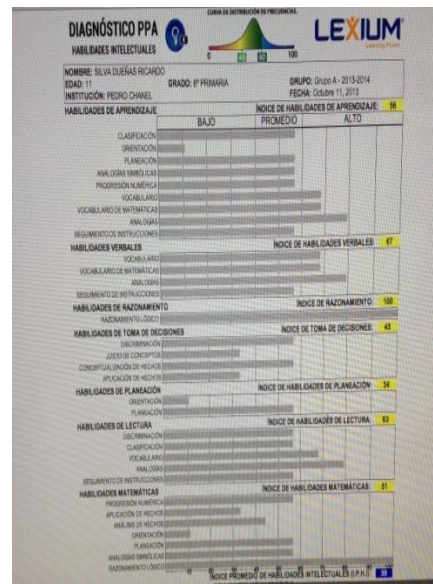 DIAGNÓSTICO PPA
HABILIDADES INTELECTUALES
CURVA DE DISTRIBUCIÓN DE FRECUENCIAS.
0 40 60 100
LEXIUM
Learning Power
NOMBRE: SILVA DUEÑAS RICARDO
EDAD: 11 GRADO: 6º PRIMARIA GRUPO: Grupo A - 2013-2014
INSTITUCIÓN: PEDRO CHANEL FECHA: Octubre 11, 2013
HABILIDADES DE APRENDIZAJE ÍNDICE DE HABILIDADES DE APRENDIZAJE: 56
BAJO PROMEDIO ALTO
CLASIFICACIÓN
ORIENTACIÓN
PLANEACIÓN
ANALOGÍAS SIMBÓLICAS
PROGRESIÓN NUMÉRICA
VOCABULARIO
VOCABULARIO DE MATEMÁTICAS
ANALOGÍAS
SEGUIMIENTO DE INSTRUCCIONES
HABILIDADES VERBALES ÍNDICE DE HABILIDADES VERBALES: 67
VOCABULARIO
VOCABULARIO DE MATEMÁTICAS
ANALOGÍAS
SEGUIMIENTO DE INSTRUCCIONES
HABILIDADES DE RAZONAMIENTO ÍNDICE DE RAZONAMIENTO: 100
RAZONAMIENTO LÓGICO
HABILIDADES DE TOMA DE DECISIONES ÍNDICE DE TOMA DE DECISIONES:
DISCRIMINACIÓN
JUICIO DE CONCEPTOS
CONCEPTUALIZACIÓN DE HECHOS
APLICACIÓN DE HECHOS
HABILIDADES DE PLANEACIÓN ÍNDICE DE HABILIDADES DE PLANEACIÓN: 34
ORIENTACIÓN
PLANEACIÓN
HABILIDADES DE LECTURA ÍNDICE DE HABILIDADES DE LECTURA: 63
DISCRIMINACIÓN
CLASIFICACIÓN
VOCABULARIO
ANALOGÍAS
SEGUIMIENTO DE INSTRUCCIONES
HABILIDADES MATEMÁTICAS ÍNDICE DE HABILIDADES MATEMÁTICAS: 51
PROGRESIÓN NUMÉRICA
APLICACIÓN DE HECHOS
ANÁLISIS DE HECHOS
ORIENTACIÓN
PLANEACIÓN
ANALOGÍAS SIMBÓLICAS
RAZONAMIENTO LÓGICO
ÍNDICE PROMEDIO DE HABILIDADES INTELECTUALES (I.P.H.I)